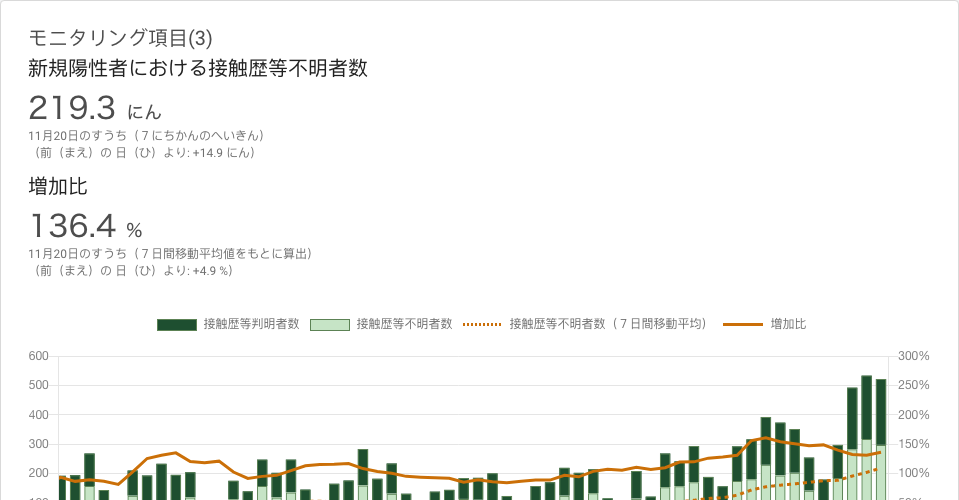 モニタリング項目(3)
新規陽性者における接触歴等不明者数
219.3 にん
11月20日のすうち（７にちかんのへいきん）
（前（まえ）の 日（ひ）より: +14.9 にん）
増加比
136.4 %
11月20日のすうち（７日間移動平均値をもとに算出）
（前（まえ）の 日（ひ）より: +4.9 %）
接触歴等判明者数 接触歴等不明者数 接触歴等不明者数（７日間移動平均） 増加比
600 300%
500 250%
400 200%
300 150%
200 100%